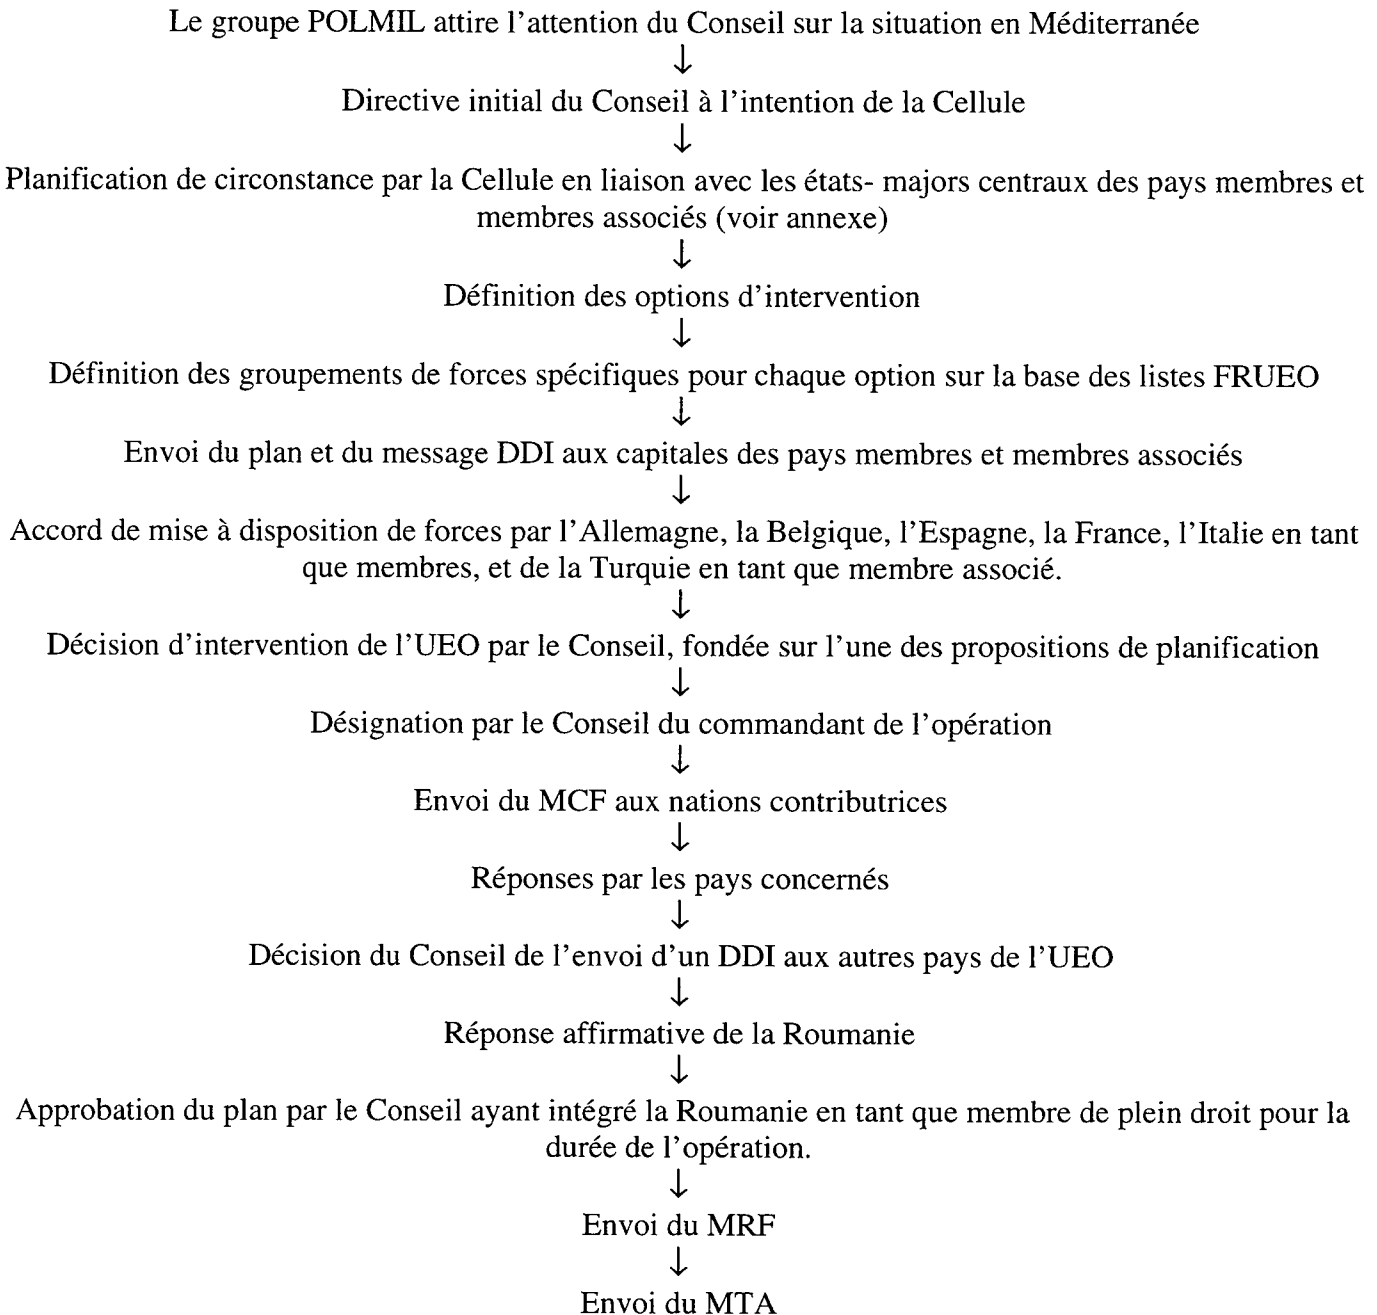 Le groupe POLMIL attire l'attention du Conseil sur la situation en Méditerranée
↓
Directive initial du Conseil à l'intention de la Cellule
↓
Planification de circonstance par la Cellule en liaison avec les états- majors centraux des pays membres et
membres associés (voir annexe)
↓
Définition des options d'intervention
↓
Définition des groupements de forces spécifiques pour chaque option sur la base des listes FRUEO
↓
Envoi du plan et du message DDI aux capitales des pays membres et membres associés
↓
Accord de mise à disposition de forces par l'Allemagne, la Belgique, l'Espagne, la France, l'Italie en tant
que membres, et de la Turquie en tant que membre associé.
↓
Décision d'intervention de l'UEO par le Conseil, fondée sur l'une des propositions de planification
↓
Désignation par le Conseil du commandant de l'opération
↓
Envoi du MCF aux nations contributrices
↓
Réponses par les pays concernés
↓
Décision du Conseil de l'envoi d'un DDI aux autres pays de l'UEO
↓
Réponse affirmative de la Roumanie
↓
Approbation du plan par le Conseil ayant intégré la Roumanie en tant que membre de plein droit pour la
durée de l'opération.
↓
Envoi du MRF
↓
Envoi du MTA